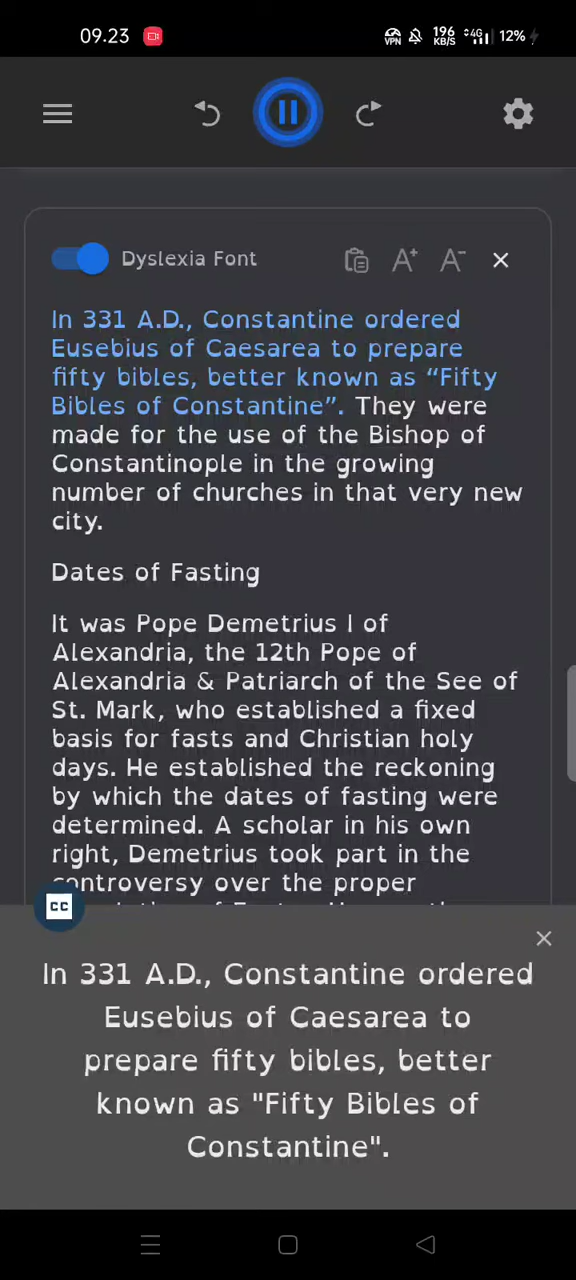 09.23
VPN
196
KB/S
4G
12%
Dyslexia Font
A+
A-
In 331 A.D., Constantine ordered
Eusebius of Caesarea to prepare
fifty bibles, better known as “Fifty
Bibles of Constantine”. They were
made for the use of the Bishop of
Constantinople in the growing
number of churches in that very new
city.
Dates of Fasting
It was Pope Demetrius I of
Alexandria, the 12th Pope of
Alexandria & Patriarch of the See of
St. Mark, who established a fixed
basis for fasts and Christian holy
days. He established the reckoning
by which the dates of fasting were
determined. A scholar in his own
right, Demetrius took part in the
controversy over the proper
CC
In 331 A.D., Constantine ordered
Eusebius of Caesarea to
prepare fifty bibles, better
known as "Fifty Bibles of
Constantine".